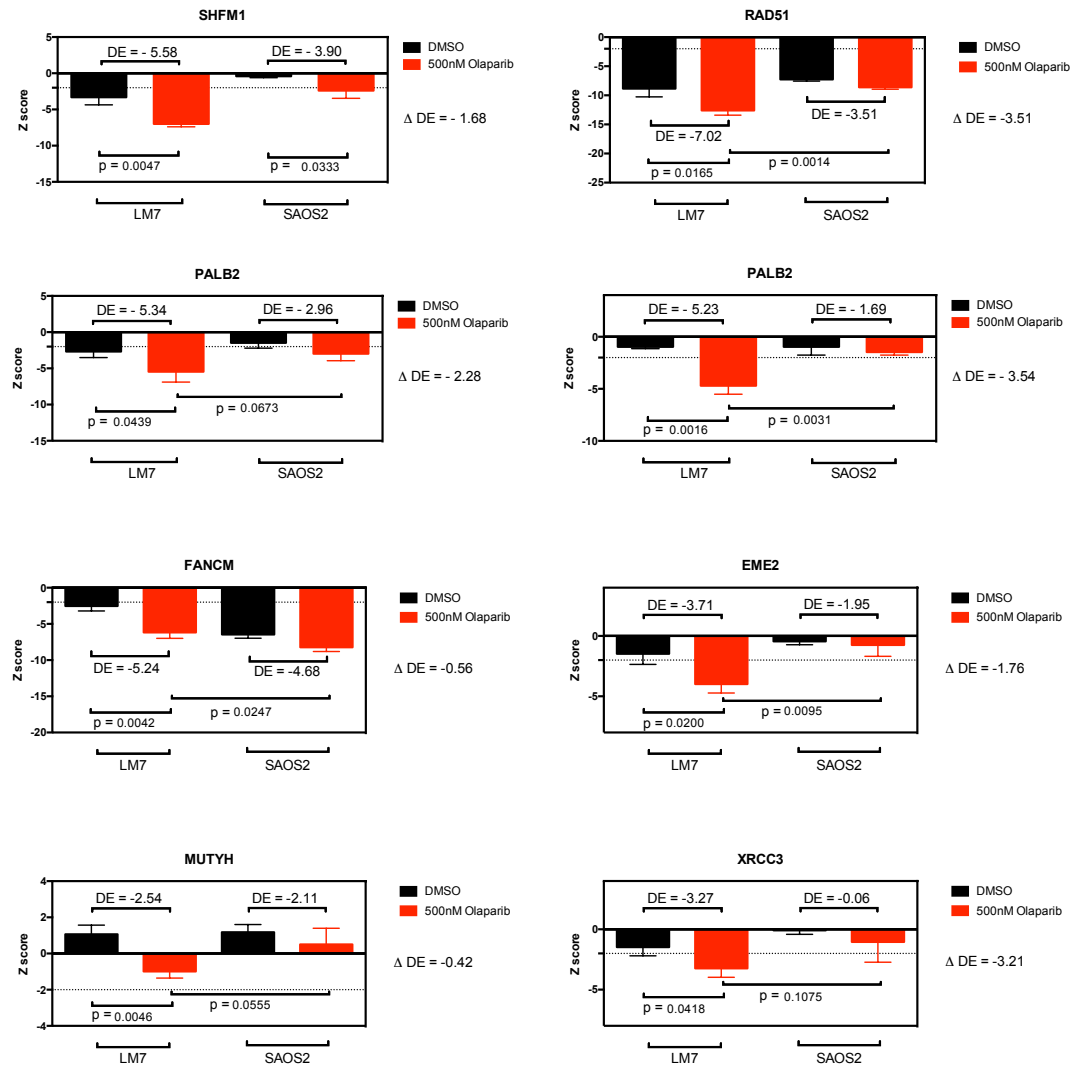 SHFM1
5
0
-5
-10
-15
Z score
DE = - 5.58
DE = - 3.90
p = 0.0047
p = 0.0333
LM7
SAOS2
DMSO
500nM Olaparib
Δ DE = - 1.68
RAD51
0
-5
-10
-15
-20
-25
Z score
DE = -7.02
DE = -3.51
p = 0.0165
p = 0.0014
LM7
SAOS2
DMSO
500nM Olaparib
Δ DE = -3.51
PALB2
5
0
-5
-10
-15
Z score
DE = - 5.34
DE = - 2.96
p = 0.0439
p = 0.0673
LM7
SAOS2
DMSO
500nM Olaparib
Δ DE = - 2.28
PALB2
0
-5
-10
Z score
DE = - 5.23
DE = - 1.69
p = 0.0016
p = 0.0031
LM7
SAOS2
DMSO
500nM Olaparib
Δ DE = - 3.54
FANCM
0
-5
-10
-15
-20
Z score
DE = -5.24
DE = -4.68
p = 0.0042
p = 0.0247
LM7
SAOS2
DMSO
500nM Olaparib
Δ DE = -0.56
EME2
0
-5
Z score
DE = -3.71
DE = -1.95
p = 0.0200
p = 0.0095
LM7
SAOS2
DMSO
500nM Olaparib
Δ DE = -1.76
MUTYH
4
2
0
-2
-4
Z score
DE = -2.54
DE = -2.11
p = 0.0046
p = 0.0555
LM7
SAOS2
DMSO
500nM Olaparib
Δ DE = -0.42
XRCC3
0
-5
Z score
DE = -3.27
DE = -0.06
p = 0.0418
p = 0.1075
LM7
SAOS2
DMSO
500nM Olaparib
Δ DE = -3.21